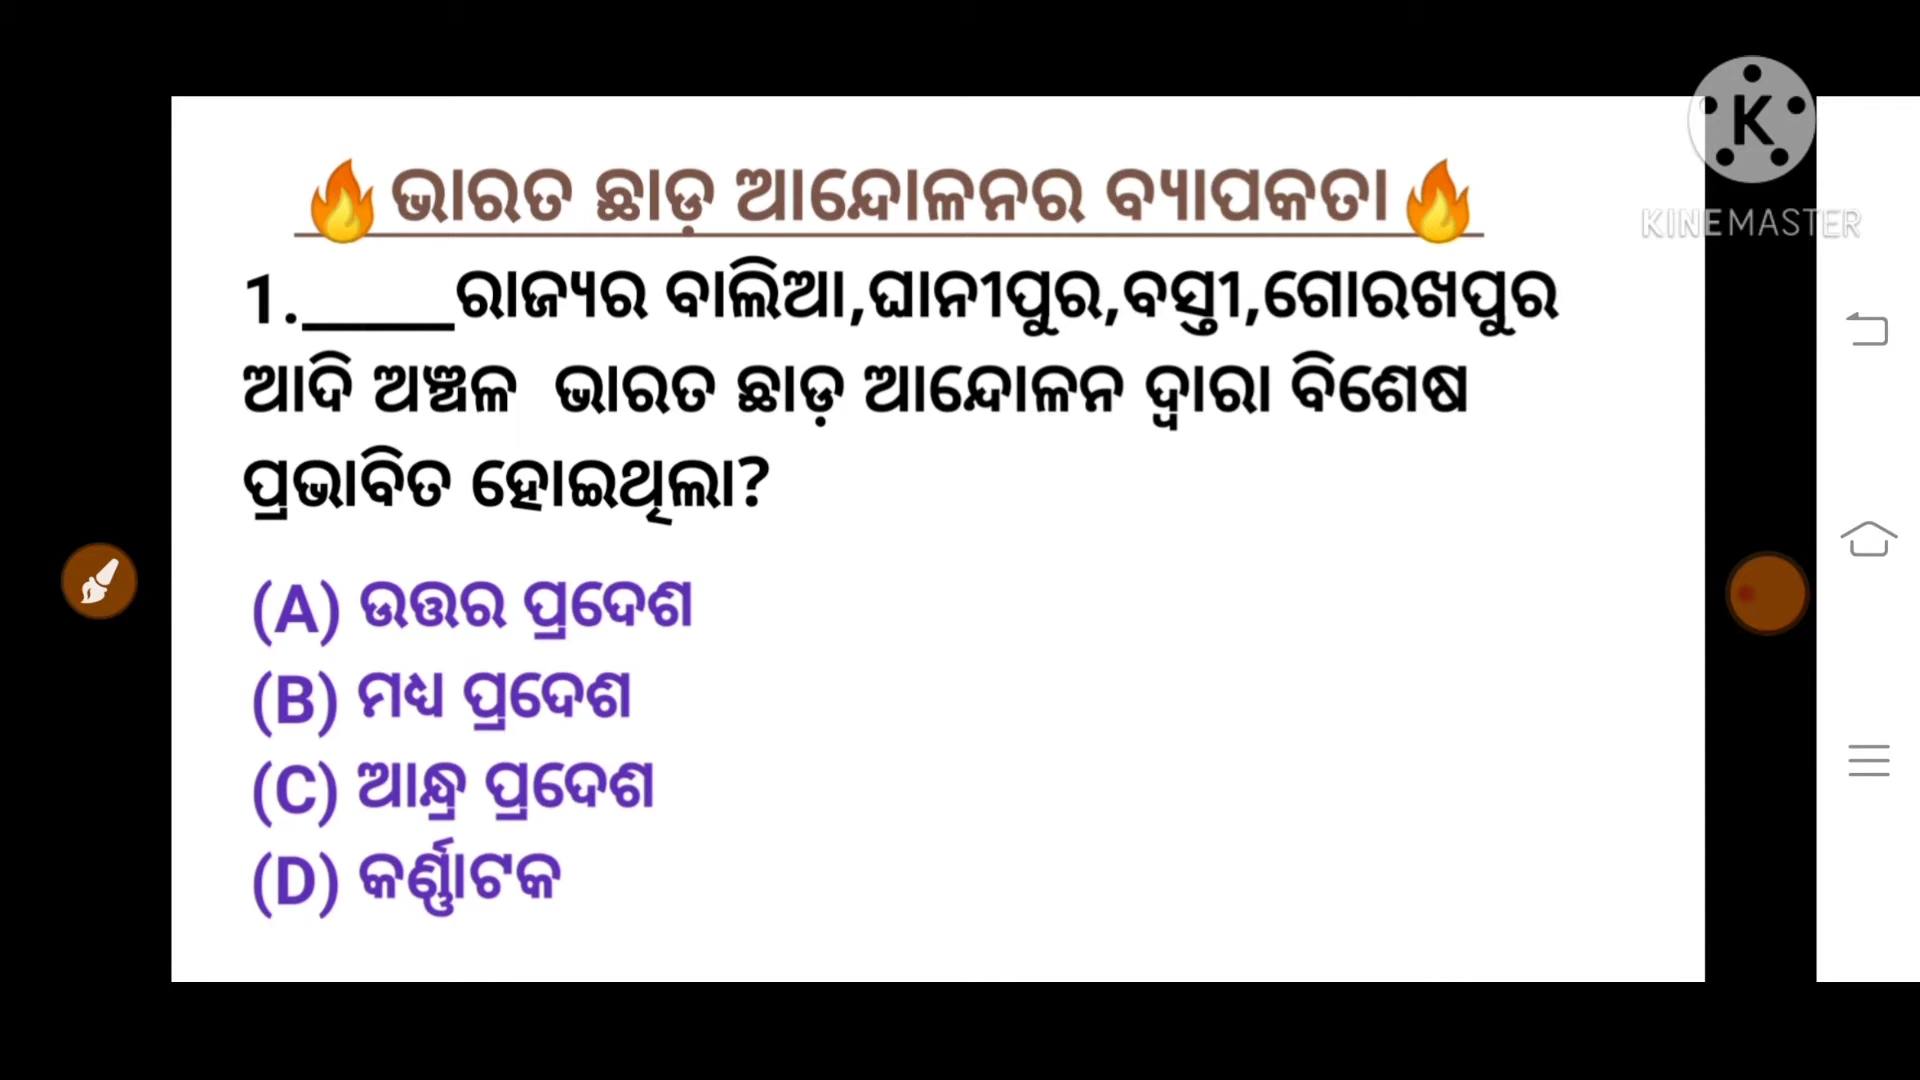 K
KINEMASTER
🔥ଭାରତ ଛାଡ଼ ଆନ୍ଦୋଳନର ବ୍ୟାପକତା🔥
1._____ରାଜ୍ୟର ବାଲିଆ,ଘାନୀପୁର,ବସ୍ତୀ,ଗୋରଖପୁର
ଆଦି ଅଞ୍ଚଳ ଭାରତ ଛାଡ଼ ଆନ୍ଦୋଳନ ଦ୍ୱାରା ବିଶେଷ
ପ୍ରଭାବିତ ହୋଇଥିଲା?
(A) ଉତ୍ତର ପ୍ରଦେଶ
(B) ମଧ୍ୟ ପ୍ରଦେଶ
(C) ଆନ୍ଧ୍ର ପ୍ରଦେଶ
(D) କର୍ଣ୍ଣାଟକ